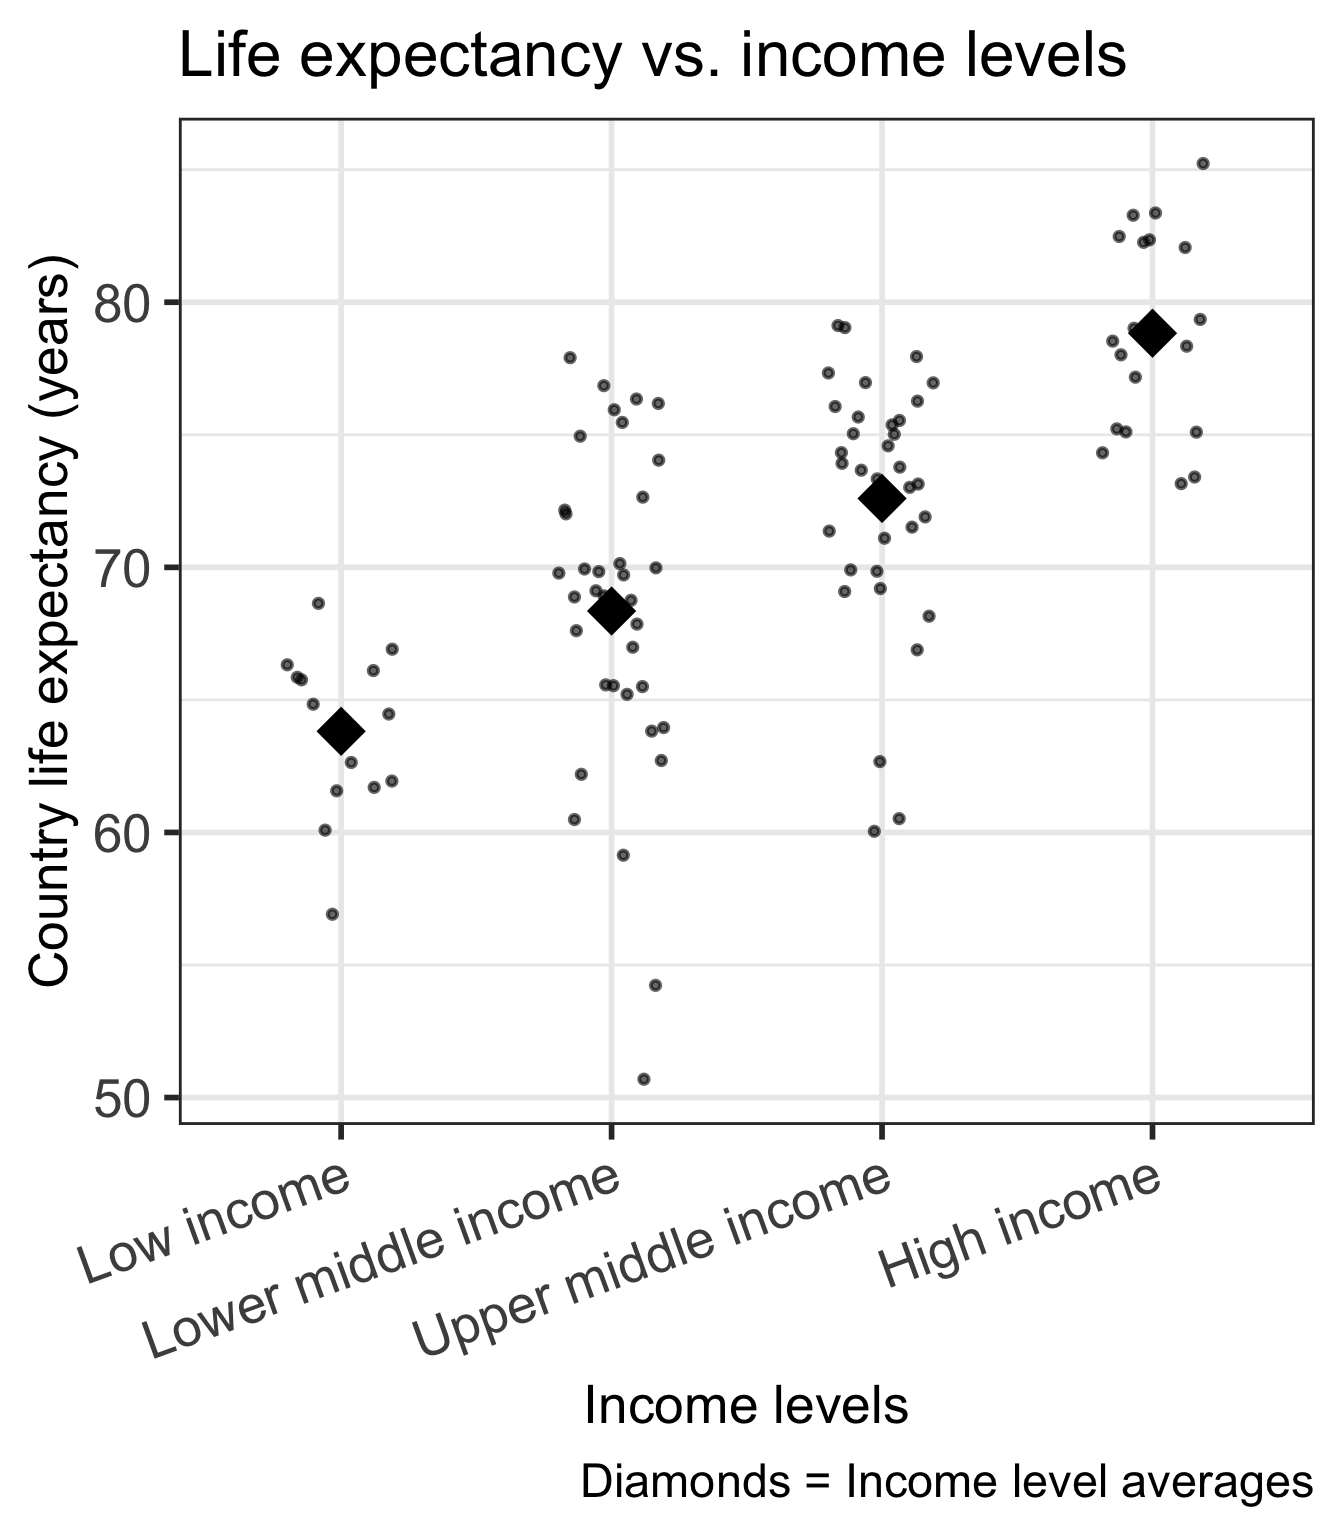 Life expectancy vs. income levels
Country life expectancy (years)
80
70
60
50
Low income
Lower middle income
Upper middle income
High income
Income levels
Diamonds = Income level averages